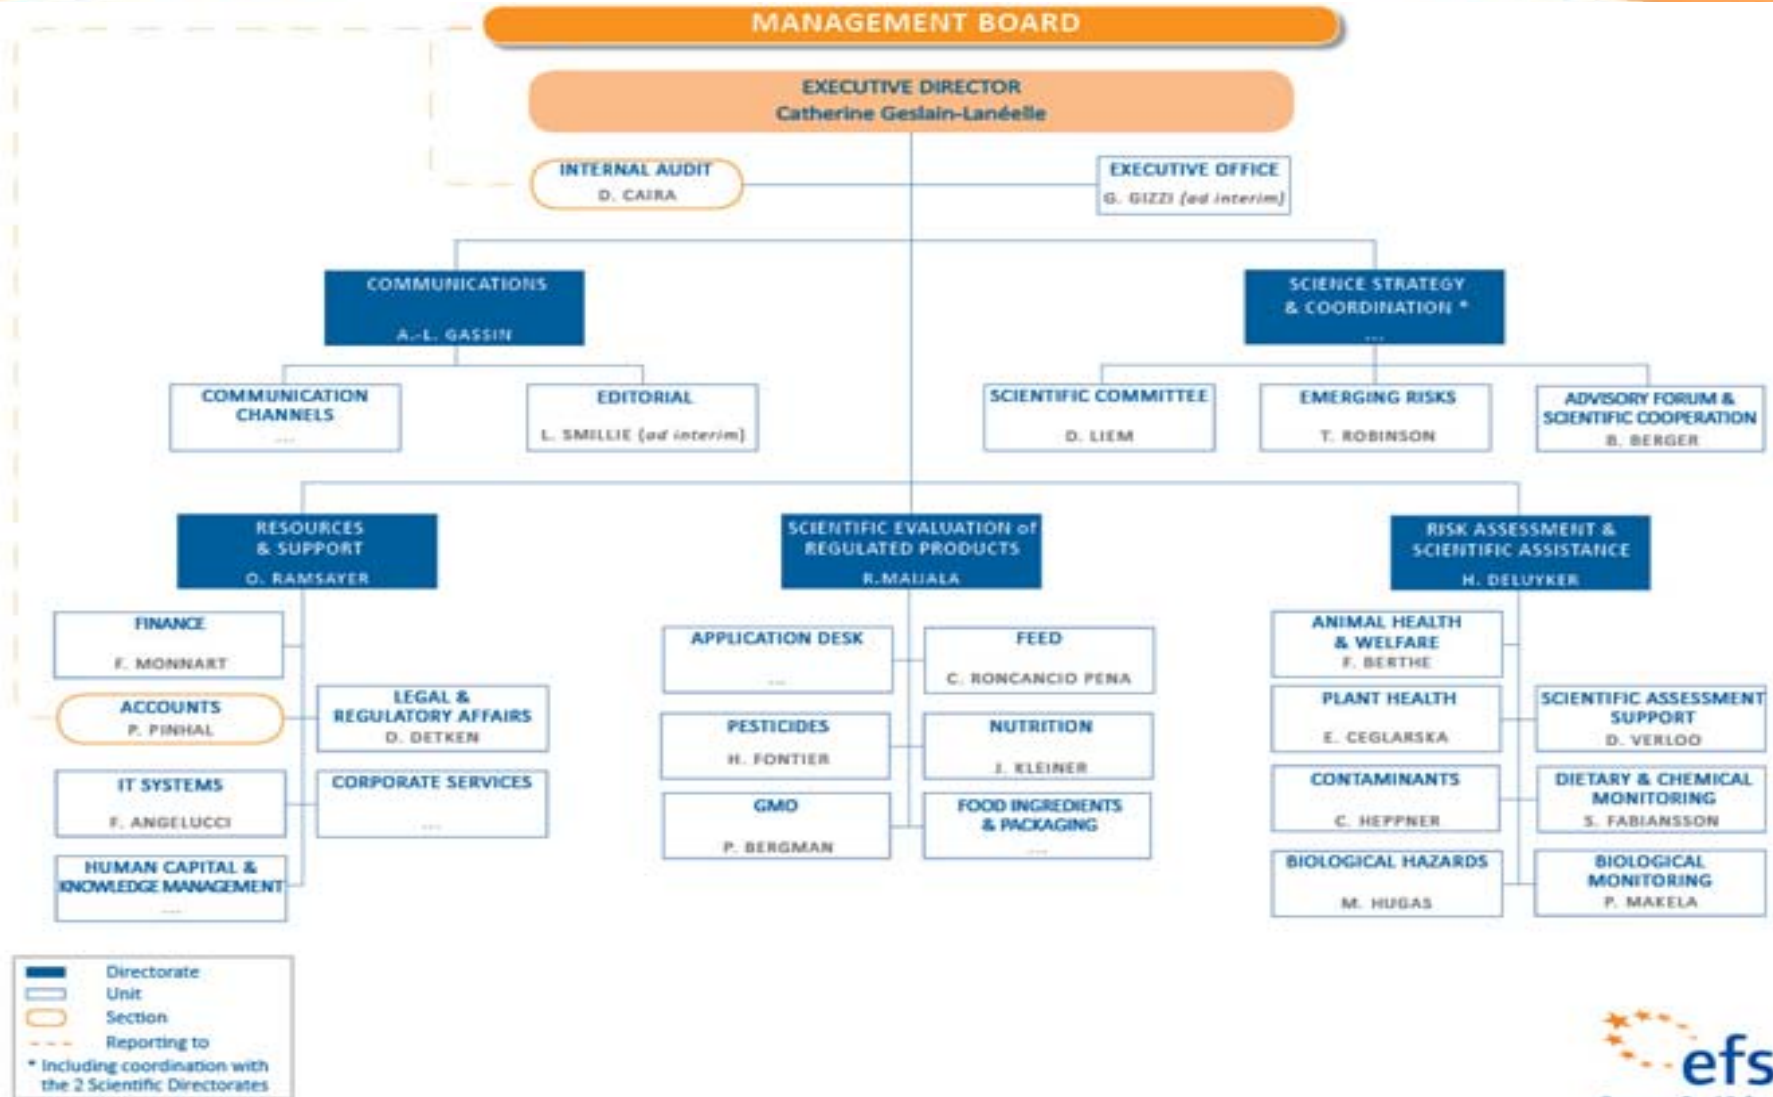 MANAGEMENT BOARD
EXECUTIVE DIRECTOR
Catherine Geslain-Lanéelle
INTERNAL AUDIT
D. CAIRA
EXECUTIVE OFFICE
G. GIZZI (ad interim)
COMMUNICATIONS
A.-L. GASSIN
SCIENCE STRATEGY
& COORDINATION *
...
COMMUNICATION
CHANNELS
...
EDITORIAL
L. SMILLIE (ad interim)
SCIENTIFIC COMMITTEE
D. LIEM
EMERGING RISKS
T. ROBINSON
ADVISORY FORUM &
SCIENTIFIC COOPERATION
B. BERGER
RESOURCES
& SUPPORT
O. RAMSAYER
SCIENTIFIC EVALUATION of
REGULATED PRODUCTS
R.MAIJALA
RISK ASSESSMENT &
SCIENTIFIC ASSISTANCE
H. DELUYKER
FINANCE
F. MONNART
ACCOUNTS
P. PINHAL
LEGAL &
REGULATORY AFFAIRS
D. DETKEN
IT SYSTEMS
F. ANGELUCCI
CORPORATE SERVICES
...
HUMAN CAPITAL &
KNOWLEDGE MANAGEMENT
...
APPLICATION DESK
...
FEED
C. RONCANCIO PENA
PESTICIDES
H. FONTIER
NUTRITION
J. KLEINER
GMO
P. BERGMAN
FOOD INGREDIENTS
& PACKAGING
...
ANIMAL HEALTH
& WELFARE
F. BERTHE
PLANT HEALTH
E. CEGLARSKA
SCIENTIFIC ASSESSMENT
SUPPORT
D. VERLOO
CONTAMINANTS
C. HEPPNER
DIETARY & CHEMICAL
MONITORING
S. FABIANSSON
BIOLOGICAL HAZARDS
M. HUGAS
BIOLOGICAL
MONITORING
P. MAKELA
Directorate
Unit
Section
Reporting to
* Including coordination with
the 2 Scientific Directorates
efs